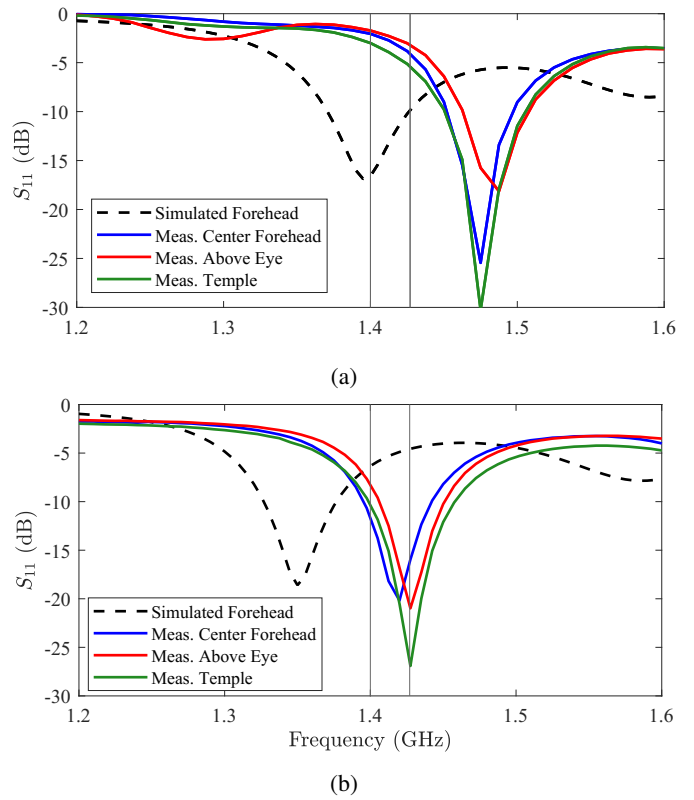 0
-5
-10
-15
-20
-25
-30
S11 (dB)
Simulated Forehead
Meas. Center Forehead
Meas. Above Eye
Meas. Temple
1.2 1.3 1.4 1.5 1.6
(a)
0
-5
-10
-15
-20
-25
-30
S11 (dB)
Simulated Forehead
Meas. Center Forehead
Meas. Above Eye
Meas. Temple
1.2 1.3 1.4 1.5 1.6
Frequency (GHz)
(b)